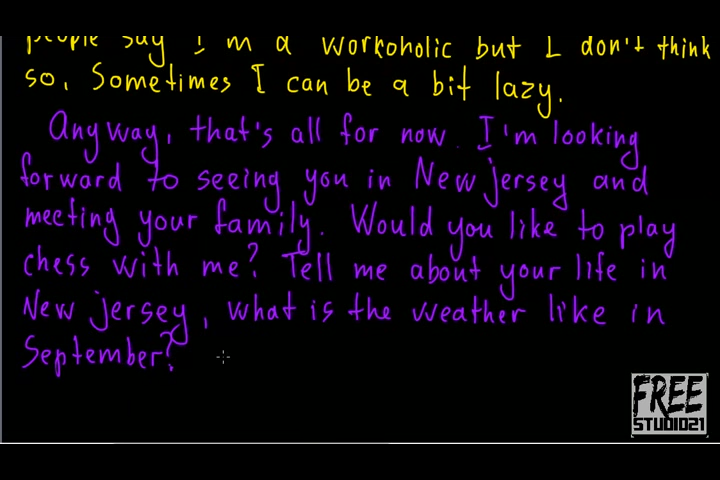 people say I'm a workoholic but I don't think
so. Sometimes I can be a bit lazy.
Anyway, that's all for now. I'm looking
forward to seeing you in New jersey and
meeting your family. Would you like to play
chess with me? Tell me about your life in
New jersey, what is the weather like in
September?
FREE
STUDIO21